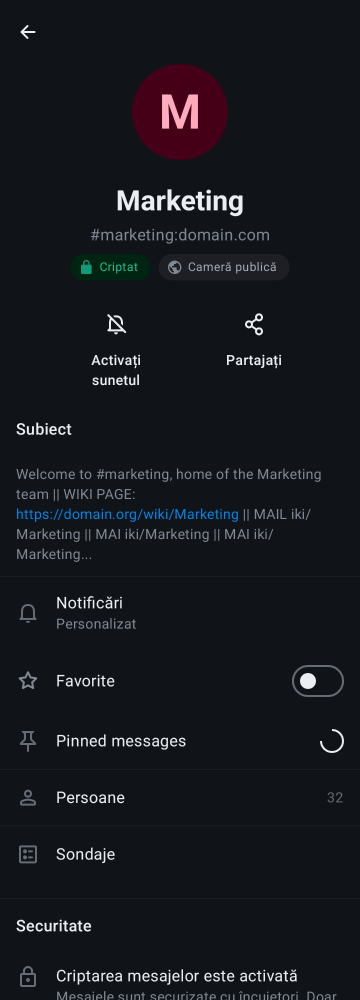 M
Marketing
#marketing:domain.com
Criptat
Cameră publică
Activați
sunetul
Partajați
Subiect
Welcome to #marketing, home of the Marketing
team || WIKI PAGE:
https://domain.org/wiki/Marketing || MAIL iki/
Marketing || MAI iki/Marketing || MAI iki/
Marketing...
Notificări
Personalizat
Favorite
Pinned messages
Persoane
32
Sondaje
Securitate
Criptarea mesajelor este activată
Mesajele sunt securizate cu încuietori. Doar